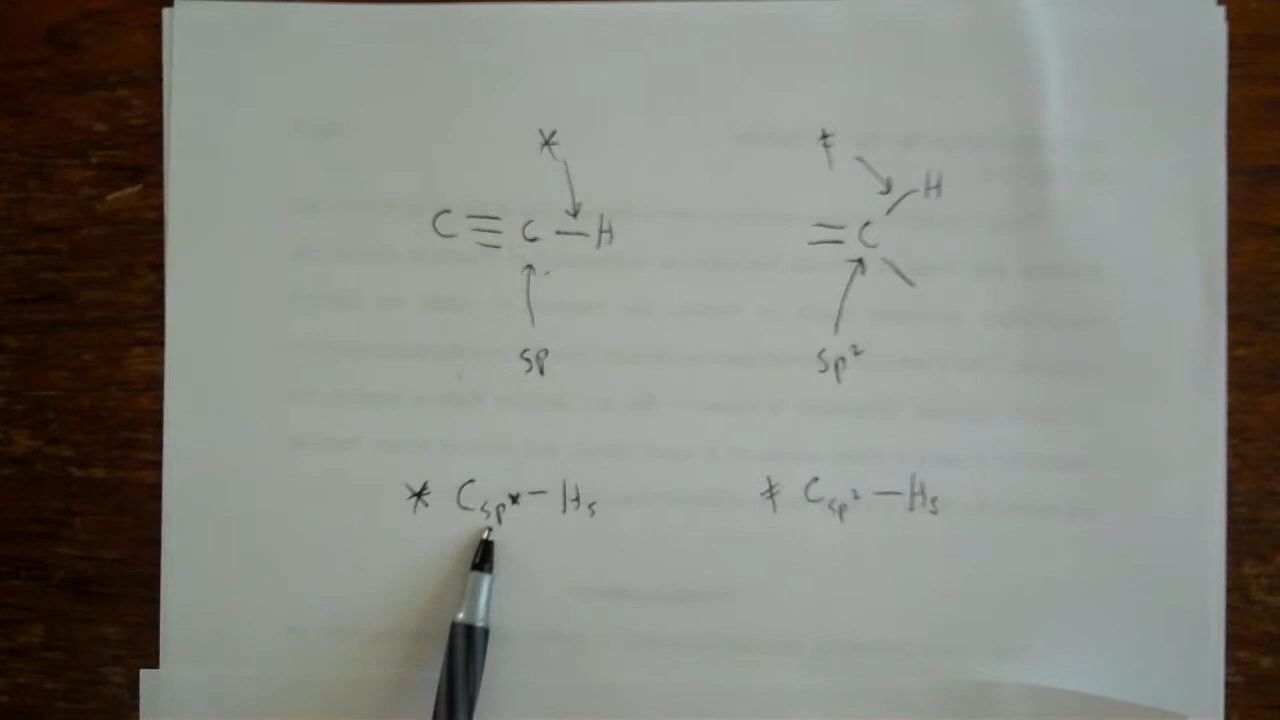 * ‡
C≡C—H =C H
sp sp²
* Csp*—Hs ‡ Csp²—Hs